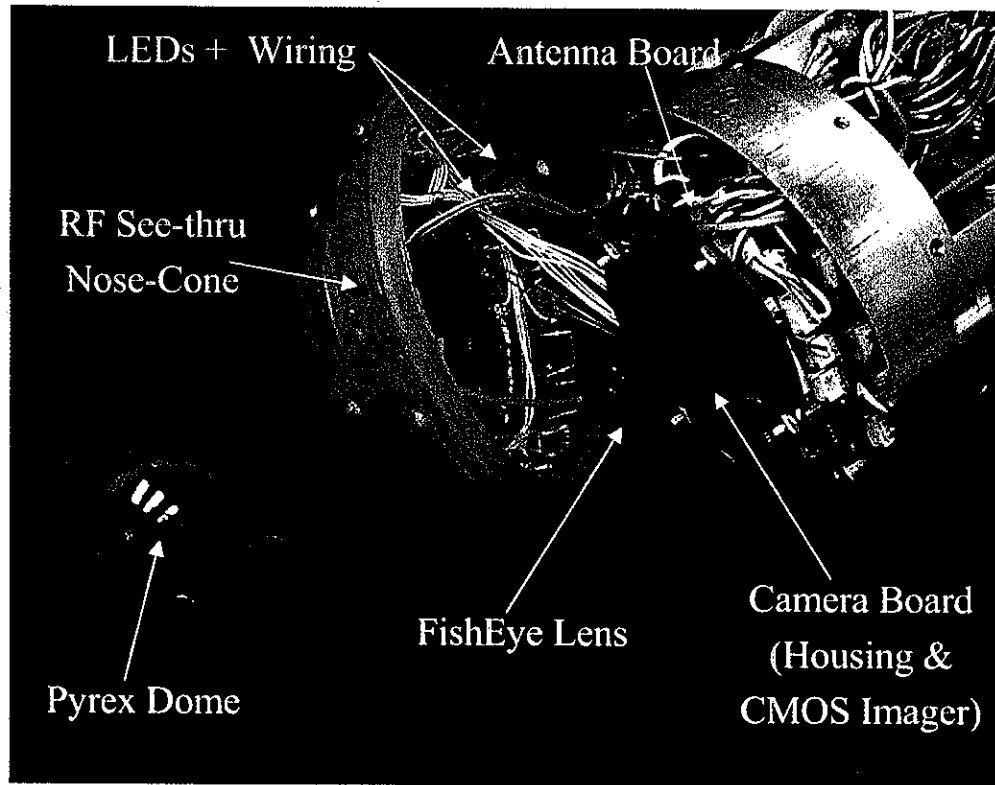 LEDs + Wiring
Antenna Board
RF See-thru
Nose-Cone
FishEye Lens
Camera Board
(Housing &
CMOS Imager)
Pyrex Dome